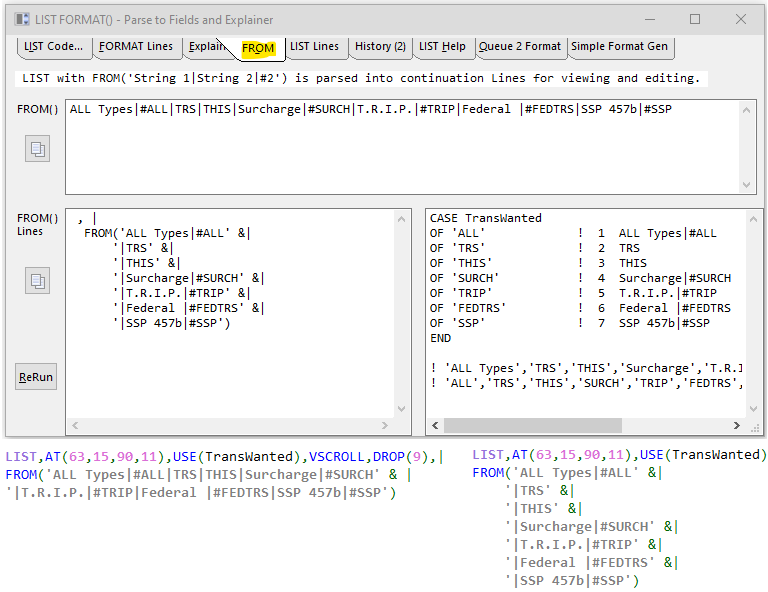 LIST FORMAT() - Parse to Fields and Explainer
LIST Code... FORMAT Lines Explain FROM LIST Lines History (2) LIST Help Queue 2 Format Simple Format Gen
LIST with FROM('String 1|String 2|#2') is parsed into continuation Lines for viewing and editing.
FROM()
ALL Types|#ALL|TRS|THIS|Surcharge|#SURCH|T.R.I.P.|#TRIP|Federal |#FEDTRS|SSP 457b|#SSP
FROM()
Lines
, |
FROM('ALL Types|#ALL' &|
'|TRS' &|
'|THIS' &|
'|Surcharge|#SURCH' &|
'|T.R.I.P.|#TRIP' &|
'|Federal |#FEDTRS' &|
'|SSP 457b|#SSP')
CASE TransWanted
OF 'ALL' ! 1 ALL Types|#ALL
OF 'TRS' ! 2 TRS
OF 'THIS' ! 3 THIS
OF 'SURCH' ! 4 Surcharge|#SURCH
OF 'TRIP' ! 5 T.R.I.P.|#TRIP
OF 'FEDTRS' ! 6 Federal |#FEDTRS
OF 'SSP' ! 7 SSP 457b|#SSP
END
! 'ALL Types','TRS','THIS','Surcharge','T.R.I
! 'ALL','TRS','THIS','SURCH','TRIP','FEDTRS',
ReRun
LIST,AT(63,15,90,11),USE(TransWanted),VSCROLL,DROP(9),|
FROM('ALL Types|#ALL|TRS|THIS|Surcharge|#SURCH' & |
'|T.R.I.P.|#TRIP|Federal |#FEDTRS|SSP 457b|#SSP')
LIST,AT(63,15,90,11),USE(TransWanted)
FROM('ALL Types|#ALL' &|
'|TRS' &|
'|THIS' &|
'|Surcharge|#SURCH' &|
'|T.R.I.P.|#TRIP' &|
'|Federal |#FEDTRS' &|
'|SSP 457b|#SSP')